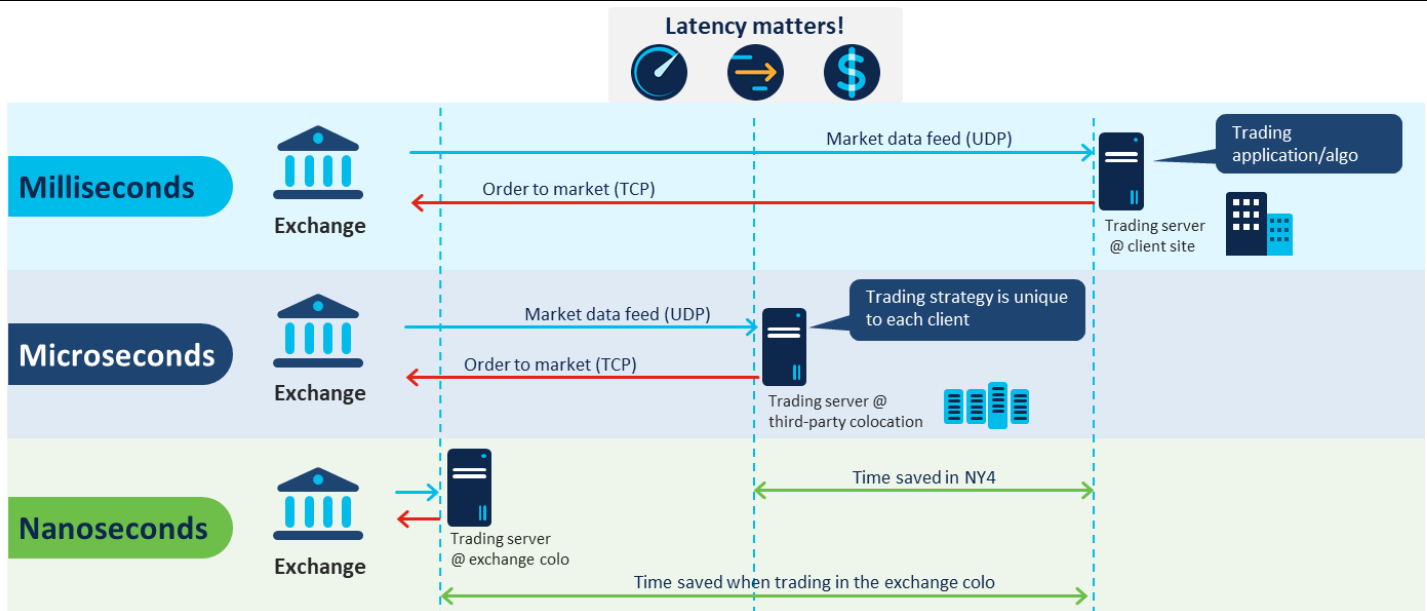 Latency matters!
Milliseconds
Exchange
Market data feed (UDP)
Order to market (TCP)
Trading
application/algo
Trading server
@ client site
Microseconds
Exchange
Market data feed (UDP)
Order to market (TCP)
Trading strategy is unique
to each client
Trading server @
third-party colocation
Nanoseconds
Exchange
Trading server
@ exchange colo
Time saved in NY4
Time saved when trading in the exchange colo